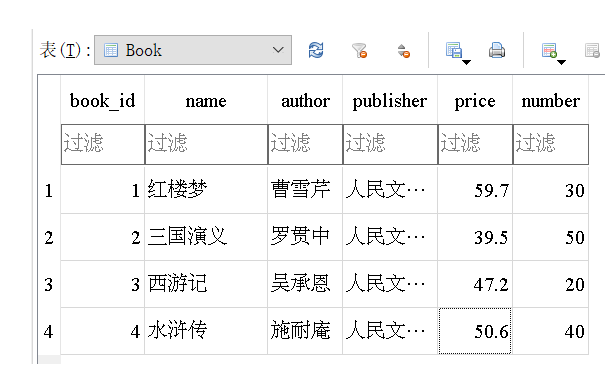 表(T): Book
book_id name author publisher price number
过滤 过滤 过滤 过滤 过滤 过滤
1 1 红楼梦 曹雪芹 人民文… 59.7 30
2 2 三国演义 罗贯中 人民文… 39.5 50
3 3 西游记 吴承恩 人民文… 47.2 20
4 4 水浒传 施耐庵 人民文… 50.6 40